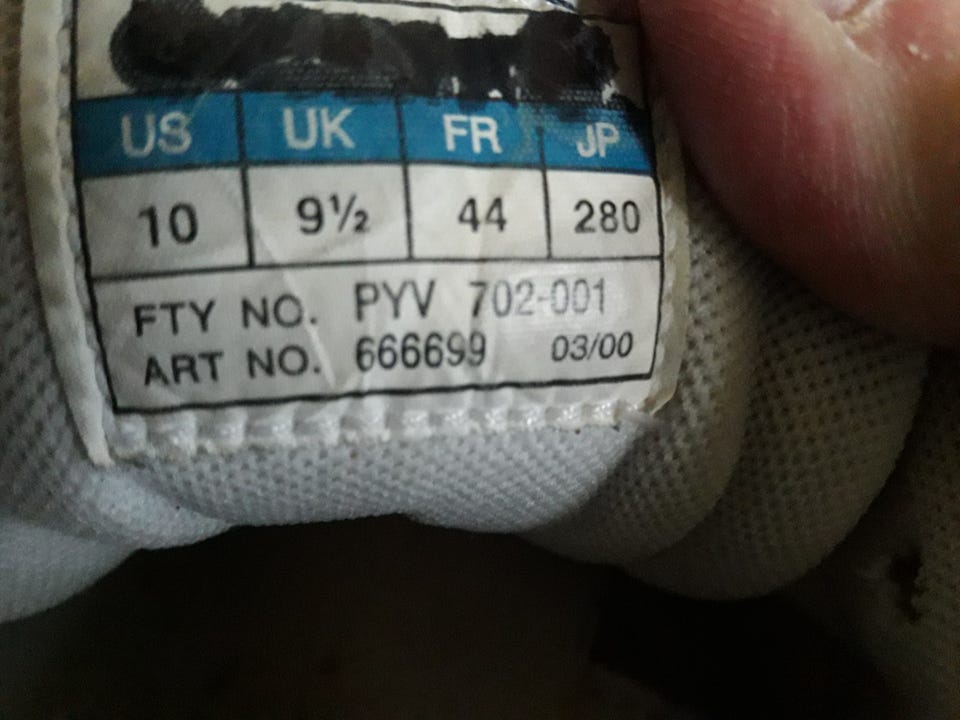 US UK FR JP
10 9½ 44 280
FTY NO. PYV 702-001
ART NO. 666699 03/00